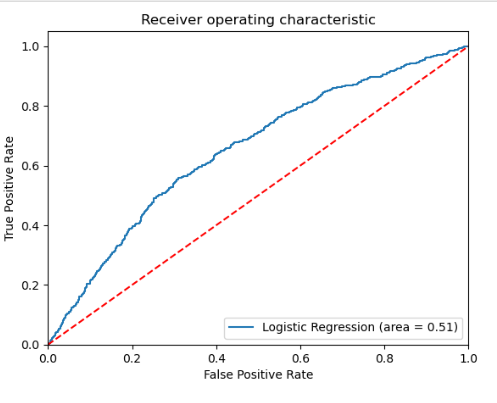 Receiver operating characteristic
True Positive Rate
1.0
0.8
0.6
0.4
0.2
0.0
Logistic Regression (area = 0.51)
0.0 0.2 0.4 0.6 0.8 1.0
False Positive Rate